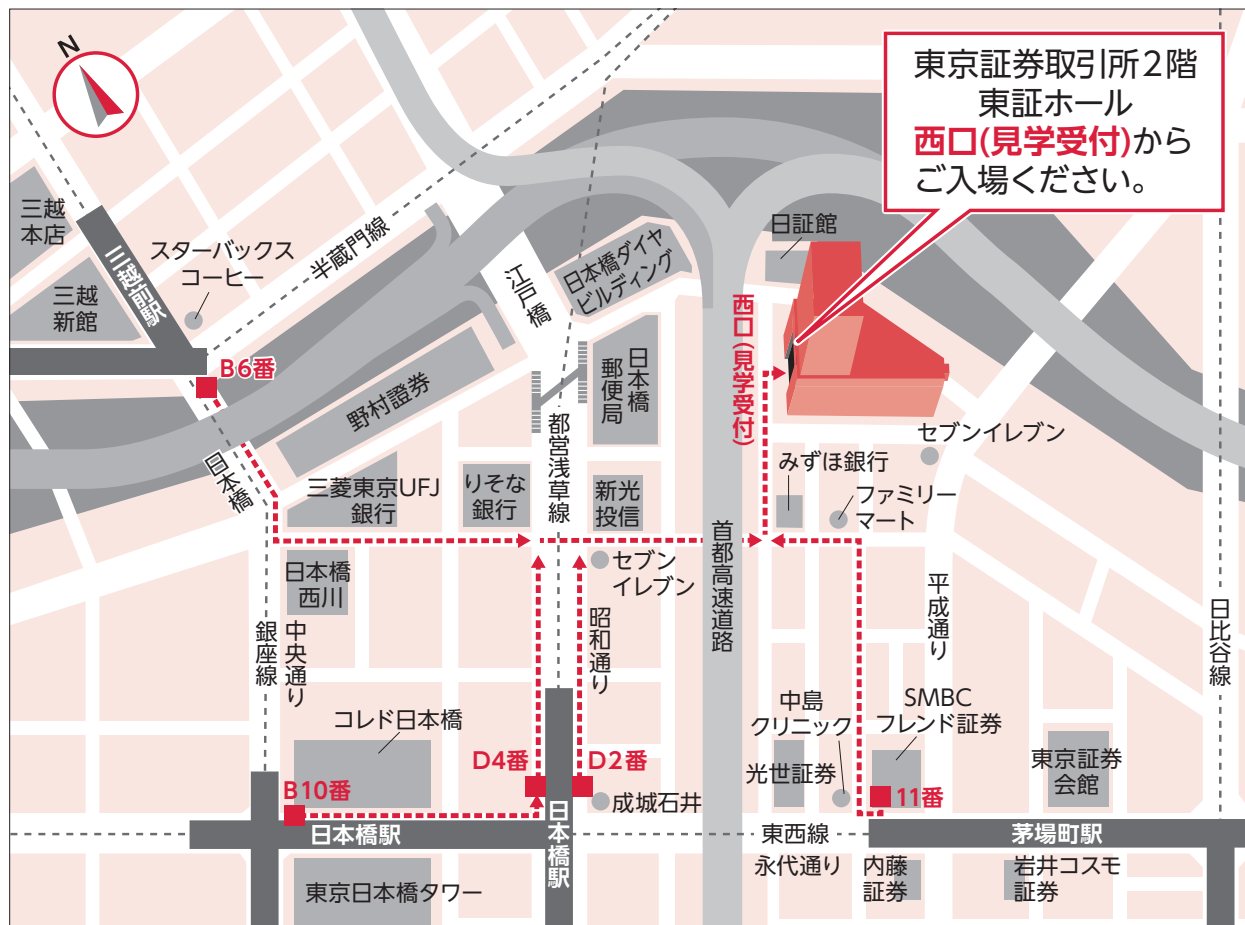 N
東京証券取引所2階
東証ホール
西口(見学受付)から
ご入場ください。
三越
本店
三越前駅
スターバックス
コーヒー
半蔵門線
江戸橋
日本橋ダイヤ
ビルディング
日証館
三越
新館
B6番
野村證券
日本橋
郵便局
西口(見学受付)
都営浅草線
セブンイレブン
日本橋
三菱東京UFJ
銀行
りそな
銀行
新光
投信
みずほ銀行
ファミリー
マート
首都高速道路
日本橋
西川
セブン
イレブン
昭和通り
平成通り
日比谷線
銀座線
中央通り
コレド日本橋
中島
クリニック
SMBC
フレンド証券
D4番
D2番
光世証券
東京証券
会館
B10番
成城石井
11番
日本橋駅
日本橋駅
東西線
茅場町駅
永代通り
内藤
証券
岩井コスモ
証券
東京日本橋タワー